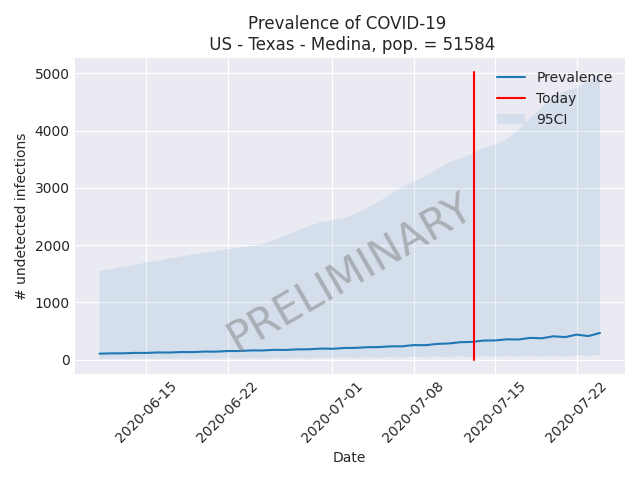 Prevalence of COVID-19
US - Texas - Medina, pop. = 51584
# undetected infections
5000
4000
3000
2000
1000
0
Prevalence
Today
95CI
PRELIMINARY
2020-06-15
2020-06-22
2020-07-01
2020-07-08
2020-07-15
2020-07-22
Date